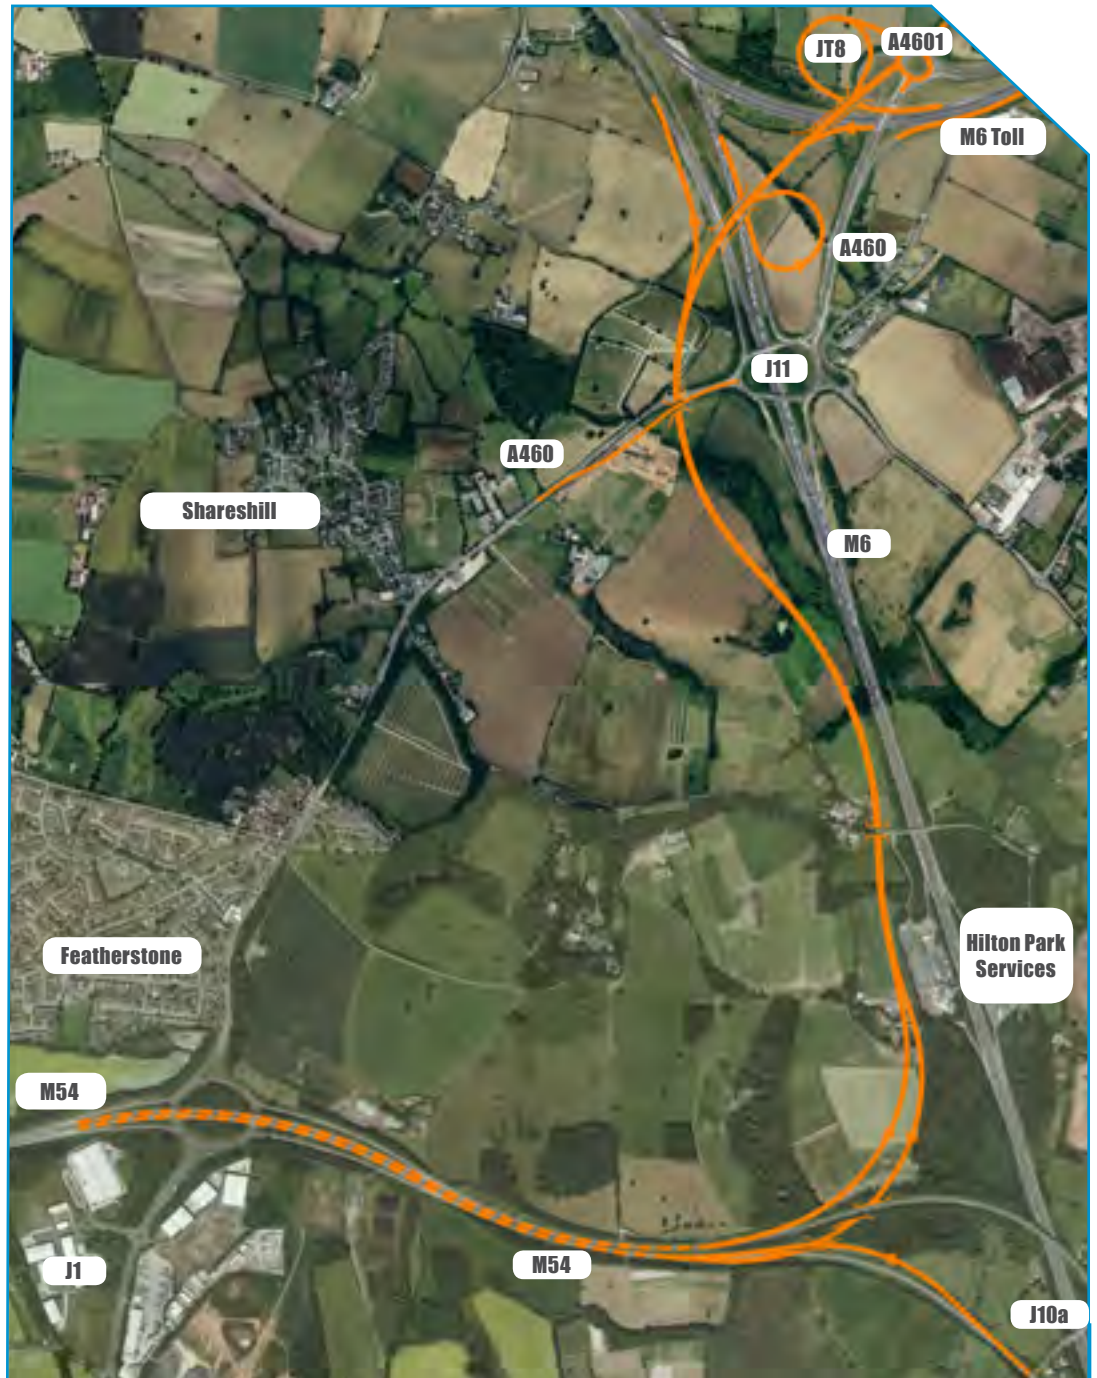 JT8
A4601
M6 Toll
A460
J11
A460
Shareshill
M6
Featherstone
Hilton Park
Services
M54
M54
J1
J10a